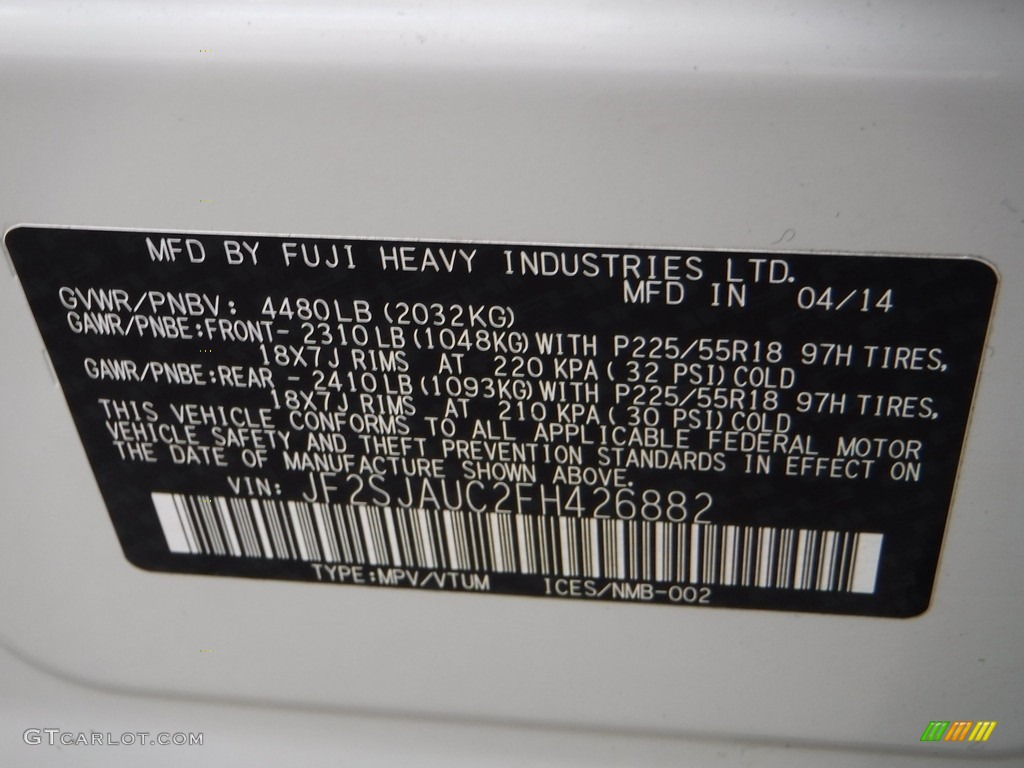 MFD BY FUJI HEAVY INDUSTRIES LTD.
MFD IN 04/14
GVWR/PNBV: 4480LB (2032KG)
GAWR/PNBE:FRONT- 2310LB (1048KG) WITH P225/55R18 97H TIRES,
18X7J RIMS AT 220 KPA ( 32 PSI) COLD
GAWR/PNBE:REAR - 2410LB (1093KG) WITH P225/55R18 97H TIRES,
18X7J RIMS AT 210 KPA ( 30 PSI) COLD
THIS VEHICLE CONFORMS TO ALL APPLICABLE FEDERAL MOTOR
VEHICLE SAFETY AND THEFT PREVENTION STANDARDS IN EFFECT ON
THE DATE OF MANUFACTURE SHOWN ABOVE.
VIN: JF2SJAUC2FH426882
TYPE:MPV/VTUM ICES/NMB-002
GTCARLOT.COM